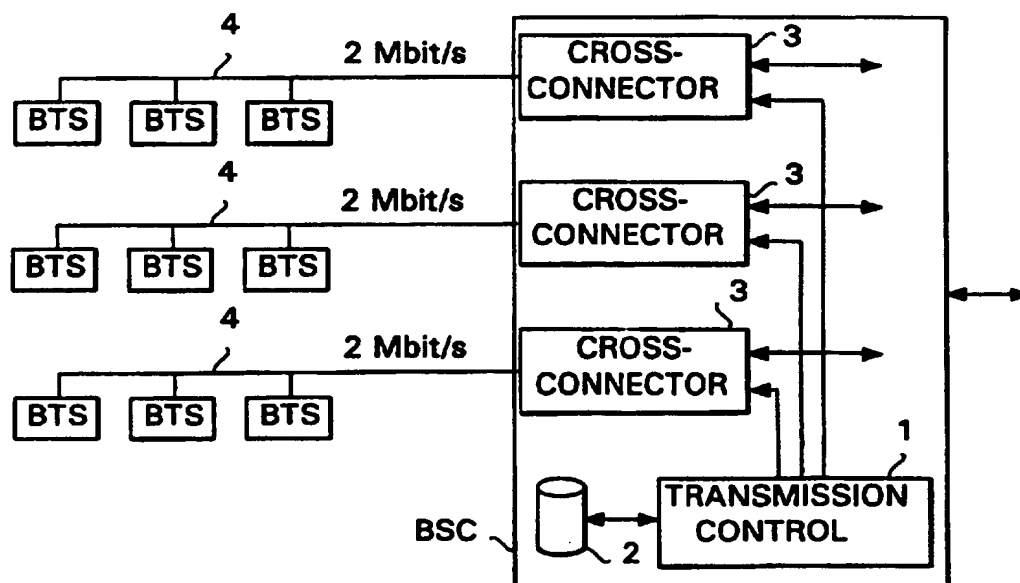 4 2 Mbit/s CROSS-CONNECTOR 3
BTS BTS BTS
4 2 Mbit/s CROSS-CONNECTOR 3
BTS BTS BTS
4 2 Mbit/s CROSS-CONNECTOR 3
BTS BTS BTS
1
TRANSMISSION
CONTROL
BSC 2